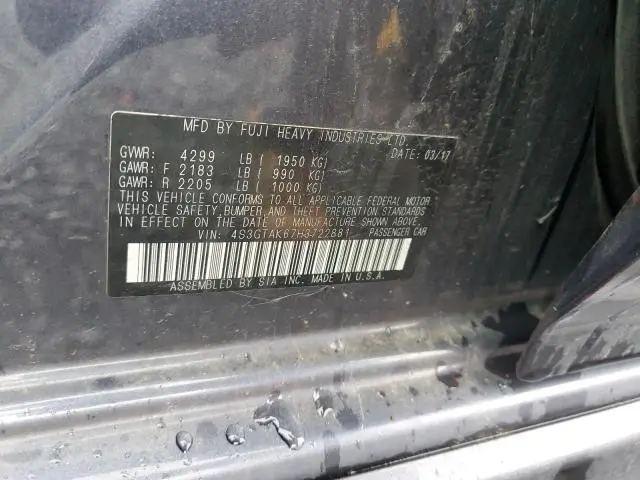 MFD BY FUJI HEAVY INDUSTRIES LTD.
GVWR: 4299 LB ( 1950 KG) DATE: 03/17
GAWR: F 2183 LB ( 990 KG)
GAWR: R 2205 LB ( 1000 KG)
THIS VEHICLE CONFORMS TO ALL APPLICABLE FEDERAL MOTOR
VEHICLE SAFETY, BUMPER, AND THEFT PREVENTION STANDARDS
IN EFFECT ON THE DATE OF MANUFACTURE SHOWN ABOVE.
VIN: 4S3GTAK67H3722881 PASSENGER CAR
ASSEMBLED BY SIA INC. MADE IN U.S.A.